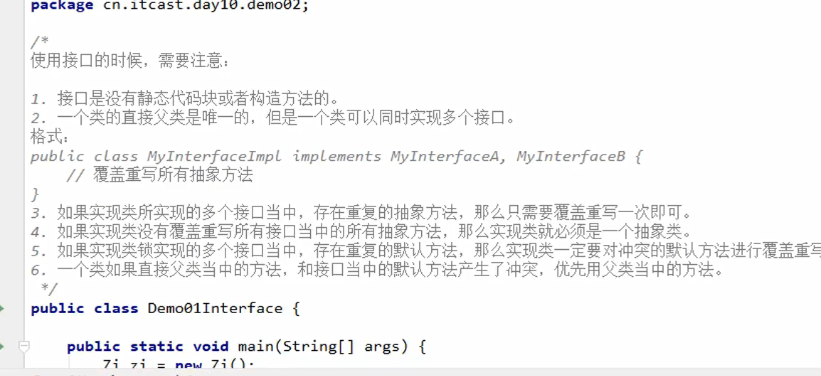 package cn.itcast.day10.demo02;
/*
使用接口的时候，需要注意：
1. 接口是没有静态代码块或者构造方法的。
2. 一个类的直接父类是唯一的，但是一个类可以同时实现多个接口。
格式：
public class MyInterfaceImpl implements MyInterfaceA, MyInterfaceB {
// 覆盖重写所有抽象方法
}
3. 如果实现类所实现的多个接口当中，存在重复的抽象方法，那么只需要覆盖重写一次即可。
4. 如果实现类没有覆盖重写所有接口当中的所有抽象方法，那么实现类就必须是一个抽象类。
5. 如果实现类锁实现的多个接口当中，存在重复的默认方法，那么实现类一定要对冲突的默认方法进行覆盖重写
6. 一个类如果直接父类当中的方法，和接口当中的默认方法产生了冲突，优先用父类当中的方法。
*/
public class Demo01Interface {
public static void main(String[] args) {
Zi zi = new Zi();